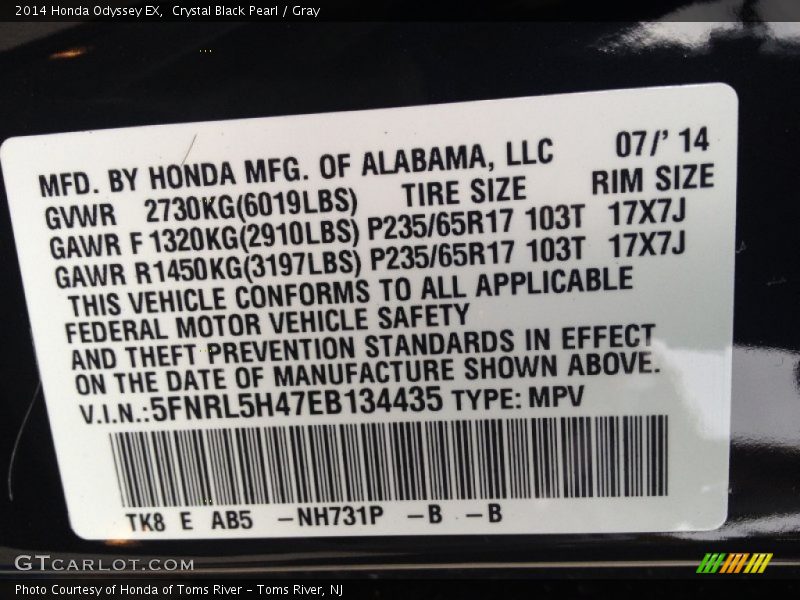 2014 Honda Odyssey EX,  Crystal Black Pearl / Gray
MFD. BY HONDA MFG. OF ALABAMA, LLC 07/' 14
GVWR 2730KG(6019LBS) TIRE SIZE RIM SIZE
GAWR F 1320KG(2910LBS) P235/65R17 103T 17X7J
GAWR R1450KG(3197LBS) P235/65R17 103T 17X7J
THIS VEHICLE CONFORMS TO ALL APPLICABLE
FEDERAL MOTOR VEHICLE SAFETY
AND THEFT PREVENTION STANDARDS IN EFFECT
ON THE DATE OF MANUFACTURE SHOWN ABOVE.
V.I.N.:5FNRL5H47EB134435 TYPE: MPV
TK8 E AB5 –NH731P –B –B
GTCARLOT.COM
Photo Courtesy of Honda of Toms River – Toms River, NJ